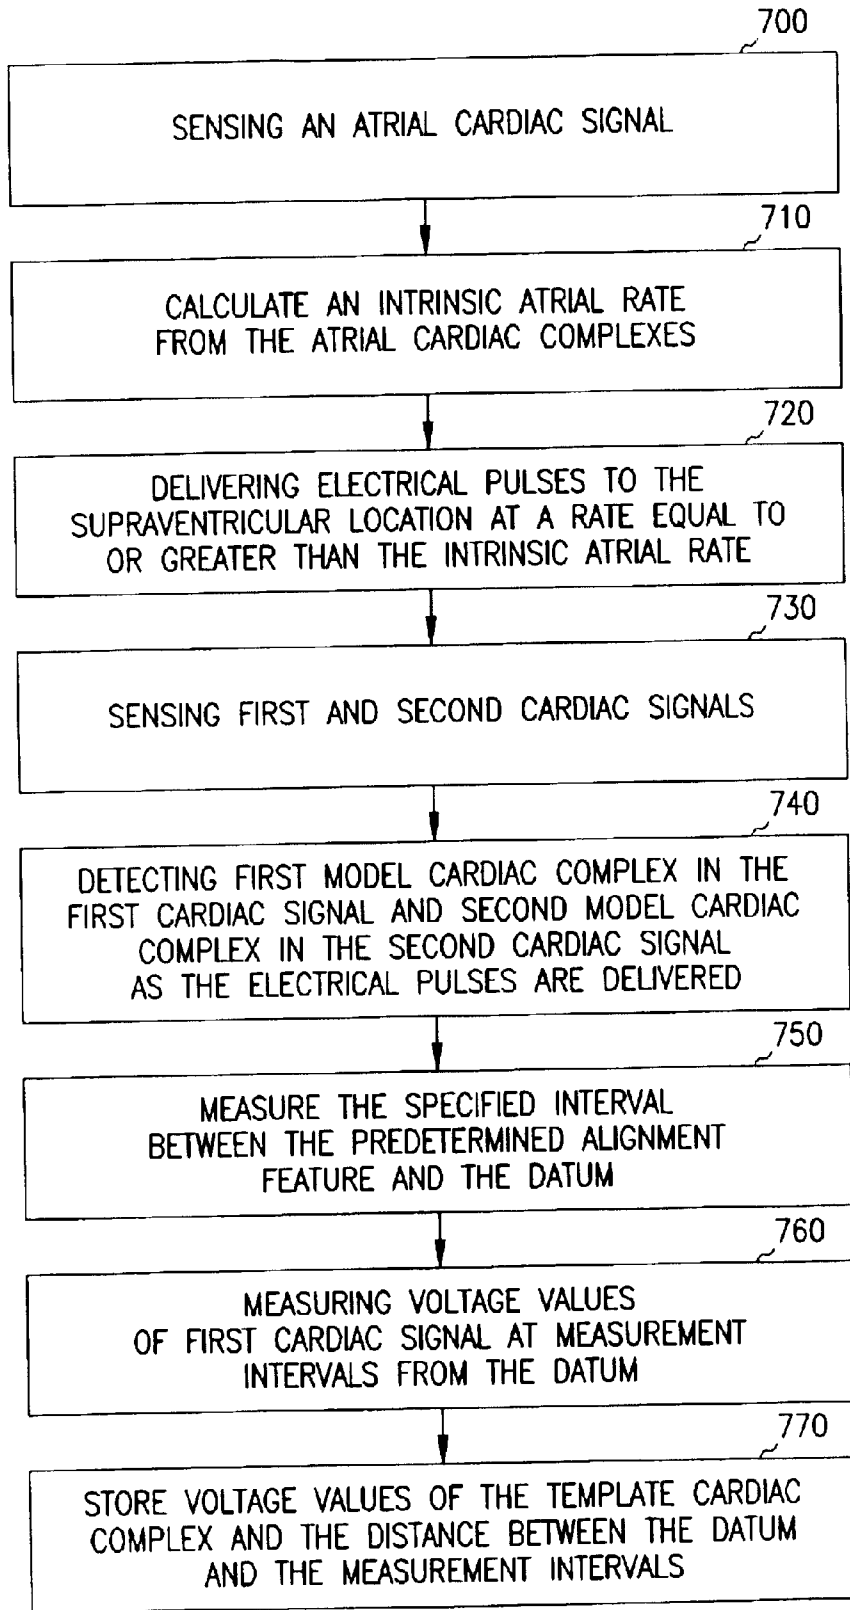 700
SENSING AN ATRIAL CARDIAC SIGNAL
710
CALCULATE AN INTRINSIC ATRIAL RATE
FROM THE ATRIAL CARDIAC COMPLEXES
720
DELIVERING ELECTRICAL PULSES TO THE
SUPRAVENTRICULAR LOCATION AT A RATE EQUAL TO
OR GREATER THAN THE INTRINSIC ATRIAL RATE
730
SENSING FIRST AND SECOND CARDIAC SIGNALS
740
DETECTING FIRST MODEL CARDIAC COMPLEX IN THE
FIRST CARDIAC SIGNAL AND SECOND MODEL CARDIAC
COMPLEX IN THE SECOND CARDIAC SIGNAL
AS THE ELECTRICAL PULSES ARE DELIVERED
750
MEASURE THE SPECIFIED INTERVAL
BETWEEN THE PREDETERMINED ALIGNMENT
FEATURE AND THE DATUM
760
MEASURING VOLTAGE VALUES
OF FIRST CARDIAC SIGNAL AT MEASUREMENT
INTERVALS FROM THE DATUM
770
STORE VOLTAGE VALUES OF THE TEMPLATE CARDIAC
COMPLEX AND THE DISTANCE BETWEEN THE DATUM
AND THE MEASUREMENT INTERVALS